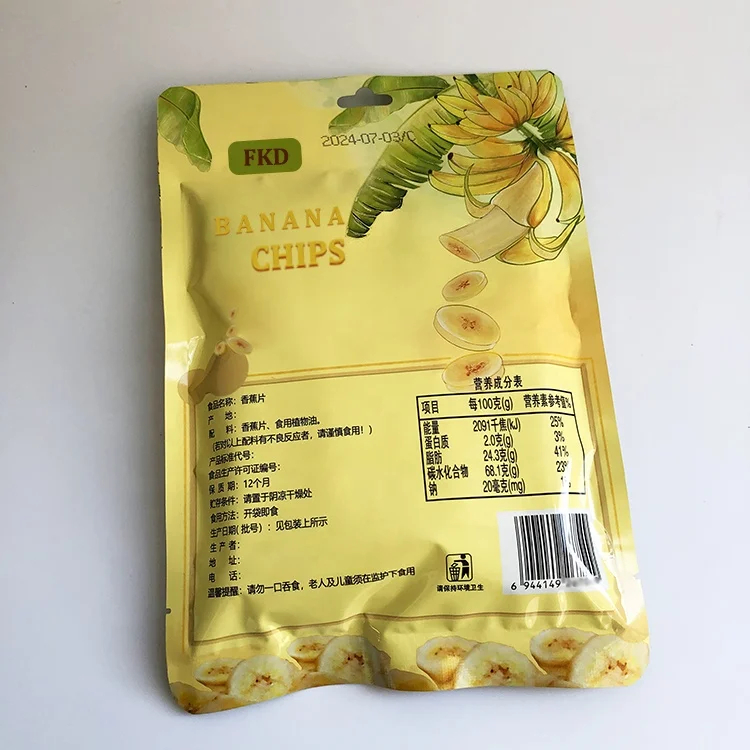 2024-07-03/C
FKD
BANANA
CHIPS
食品名称：香蕉片
产 地：
配 料：香蕉片、食用植物油。
（若对以上配料有不良反应者，请谨慎食用！）
产品标准代号：
食品生产许可证编号：
保 质 期：12个月
贮存条件：请置于阴凉干燥处
食用方法：开袋即食
生产日期（批号）：见包装上所示
生 产 者：
地 址：
电 话：
温馨提醒：请勿一口吞食，老人及儿童须在监护下食用
营养成分表
项目 每100克(g) 营养素参考值%
能量 2091千焦(kJ) 25%
蛋白质 2.0克(g) 3%
脂肪 24.3克(g) 41%
碳水化合物 68.1克(g) 23%
钠 20毫克(mg) 1%
请保持环境卫生
6 944149